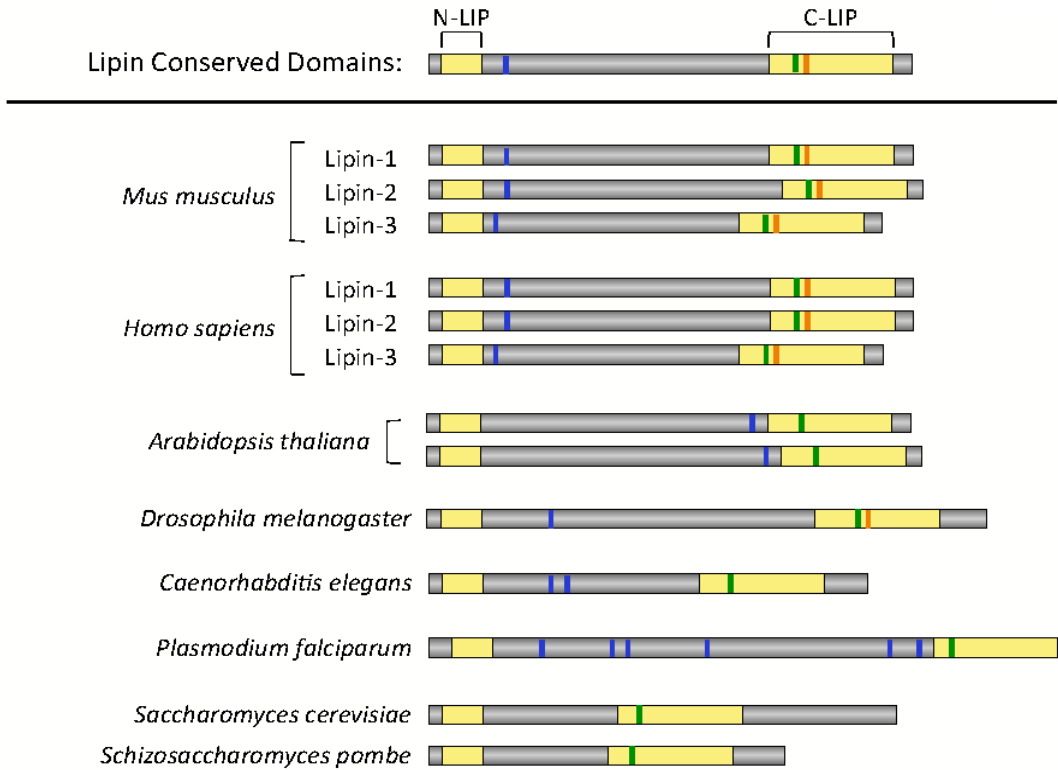 N-LIP
C-LIP
Lipin Conserved Domains:
Mus musculus
Lipin-1
Lipin-2
Lipin-3
Homo sapiens
Lipin-1
Lipin-2
Lipin-3
Arabidopsis thaliana
Drosophila melanogaster
Caenorhabditis elegans
Plasmodium falciparum
Saccharomyces cerevisiae
Schizosaccharomyces pombe